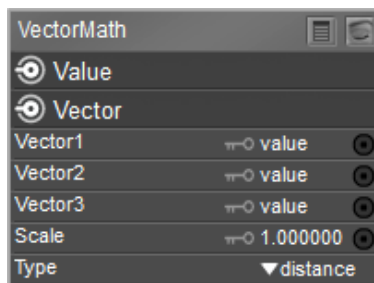 VectorMath
Value
Vector
Vector1 value
Vector2 value
Vector3 value
Scale 1.000000
Type distance